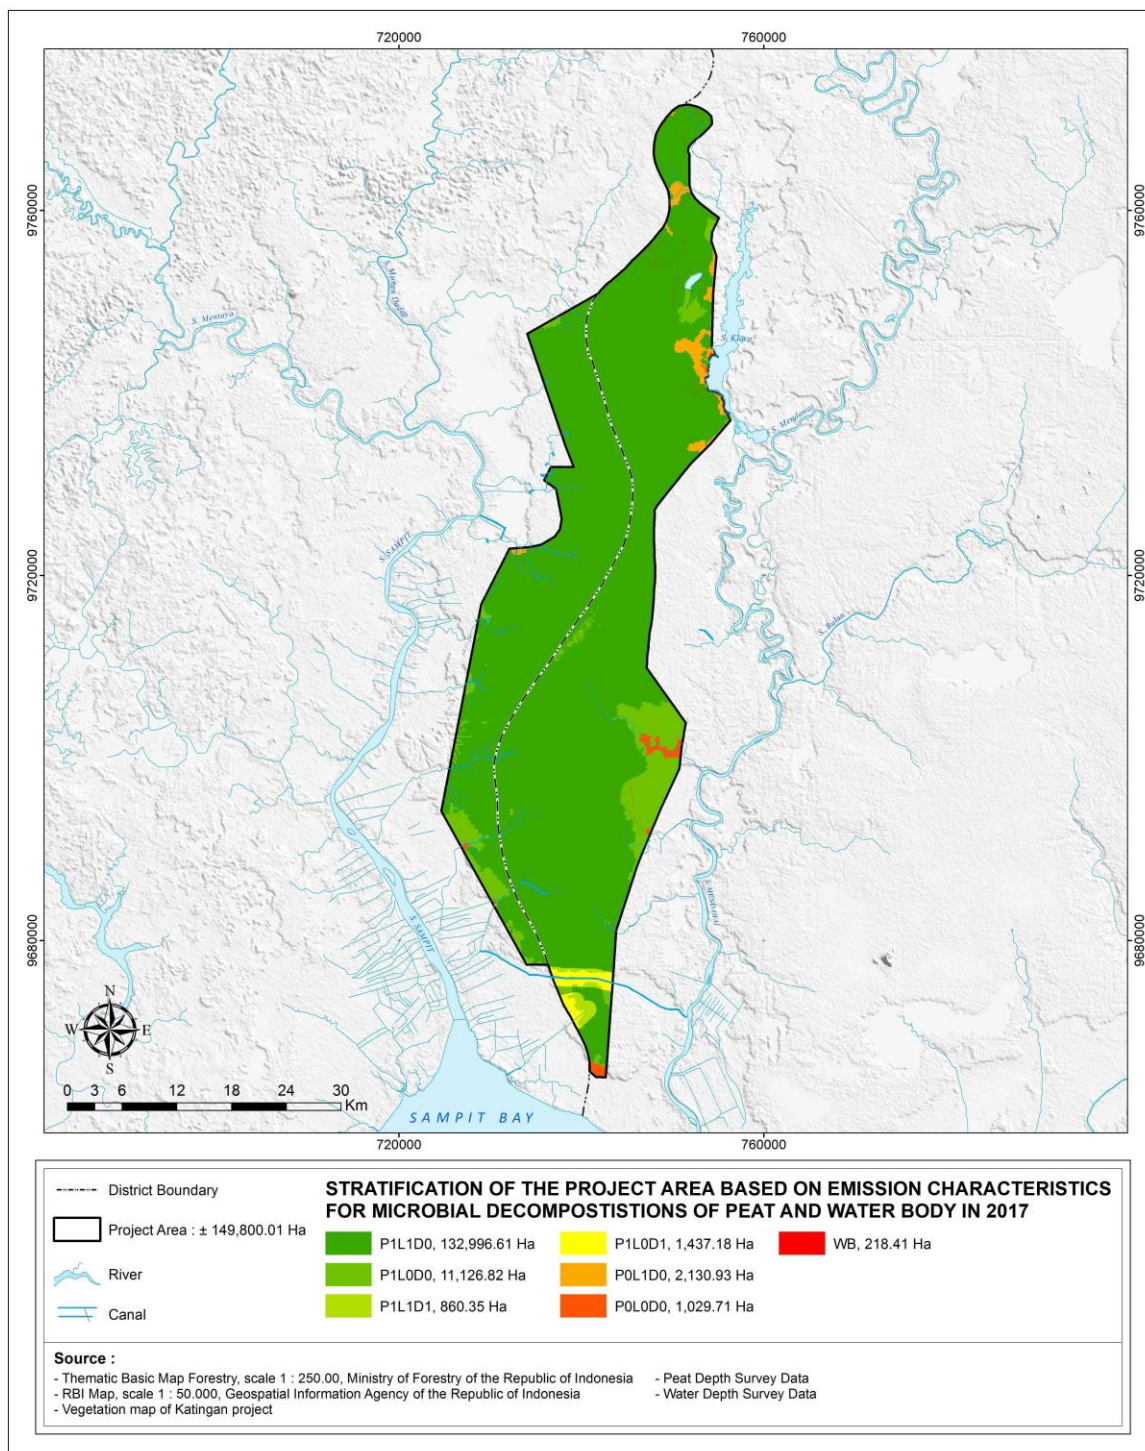 720000
760000
9760000
9760000
S. Mentaya
S. Klaru
S. Mendawai
S. SAMPIT
9720000
9720000
S. Bulan
S. MENDAWAI
S. SAMPIT
9680000
9680000
N
W
E
S
0 3 6 12 18 24 30
Km
SAMPIT BAY
720000
760000
District Boundary
Project Area : ± 149,800.01 Ha
River
Canal
STRATIFICATION OF THE PROJECT AREA BASED ON EMISSION CHARACTERISTICS
FOR MICROBIAL DECOMPOSTISTIONS OF PEAT AND WATER BODY IN 2017
P1L1D0, 132,996.61 Ha
P1L0D1, 1,437.18 Ha
WB, 218.41 Ha
P1L0D0, 11,126.82 Ha
P0L1D0, 2,130.93 Ha
P1L1D1, 860.35 Ha
P0L0D0, 1,029.71 Ha
Source :
- Thematic Basic Map Forestry, scale 1 : 250.00, Ministry of Forestry of the Republic of Indonesia
- Peat Depth Survey Data
- RBI Map, scale 1 : 50.000, Geospatial Information Agency of the Republic of Indonesia
- Water Depth Survey Data
- Vegetation map of Katingan project